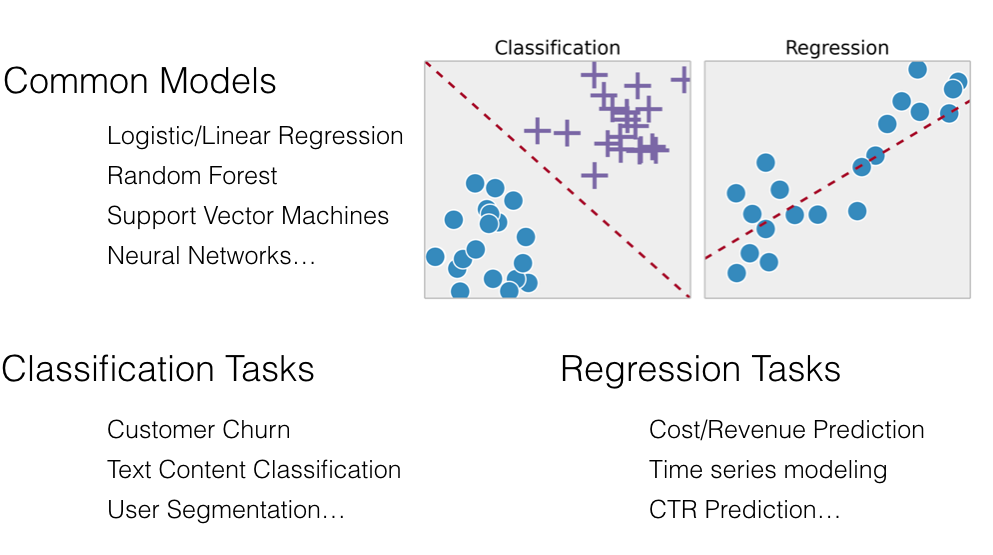 Common Models
Logistic/Linear Regression
Random Forest
Support Vector Machines
Neural Networks…
Classification
Regression
Classification Tasks
Customer Churn
Text Content Classification
User Segmentation…
Regression Tasks
Cost/Revenue Prediction
Time series modeling
CTR Prediction…